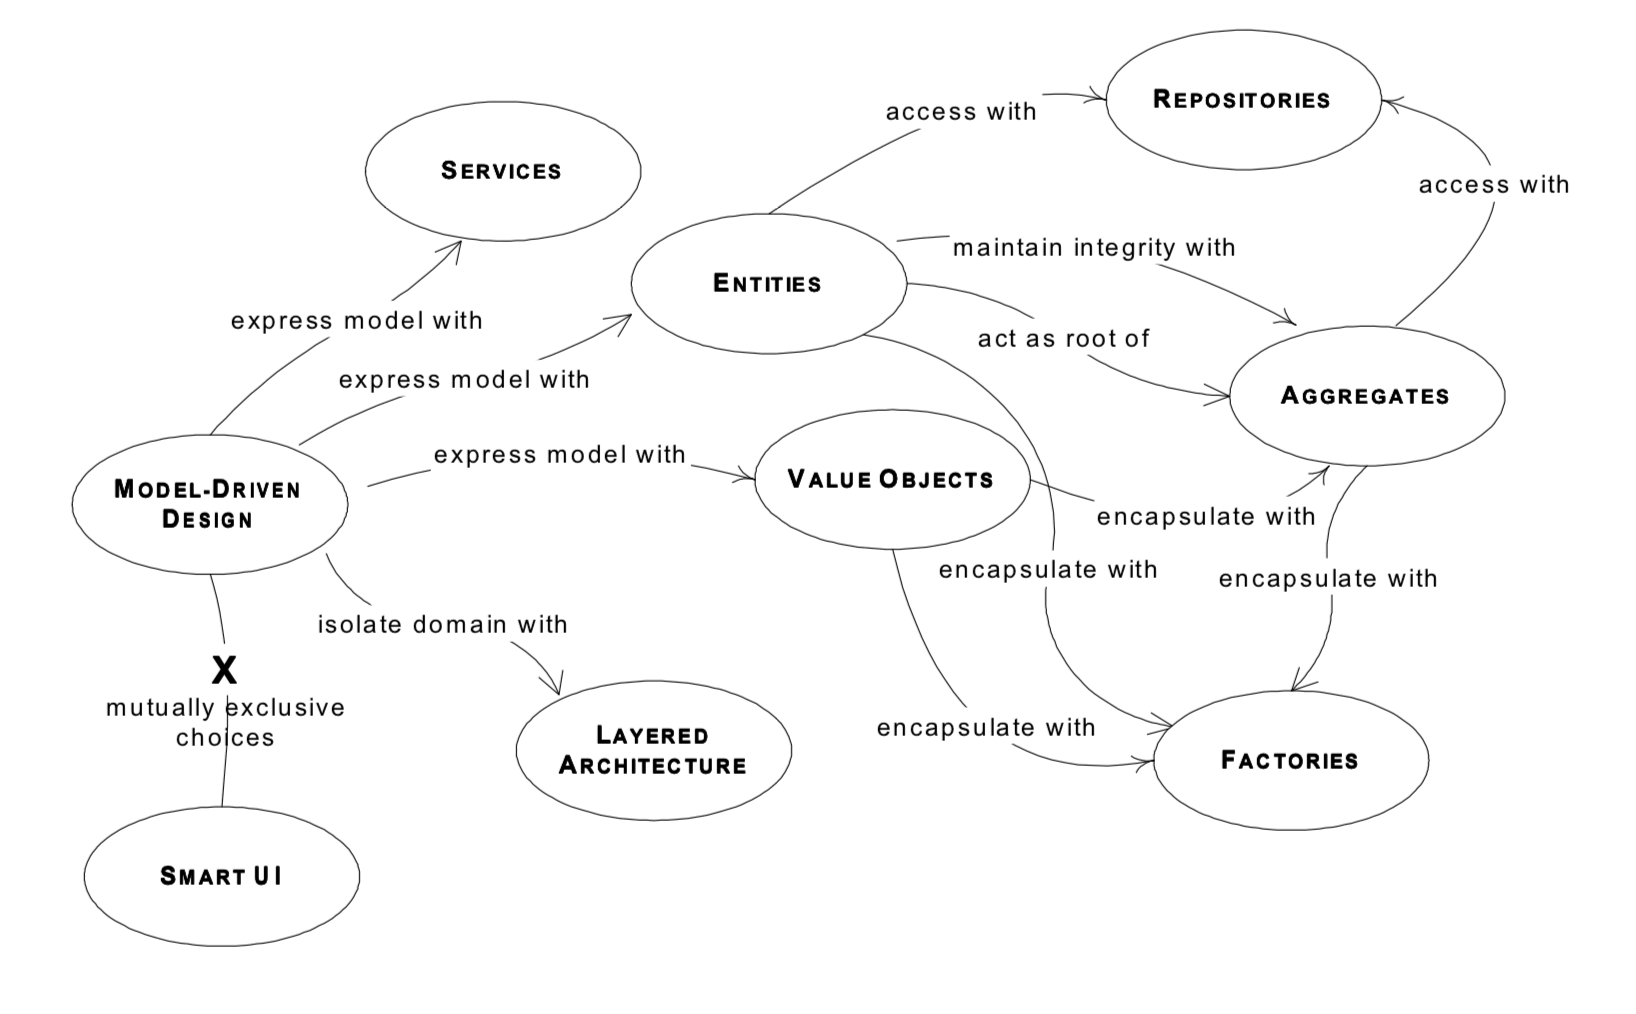 REPOSITORIES
access with
SERVICES
access with
maintain integrity with
ENTITIES
express model with
act as root of
express model with
AGGREGATES
express model with
VALUE OBJECTS
MODEL-DRIVEN
DESIGN
encapsulate with
encapsulate with
encapsulate with
isolate domain with
X
mutually exclusive
choices
encapsulate with
LAYERED
ARCHITECTURE
FACTORIES
SMART UI